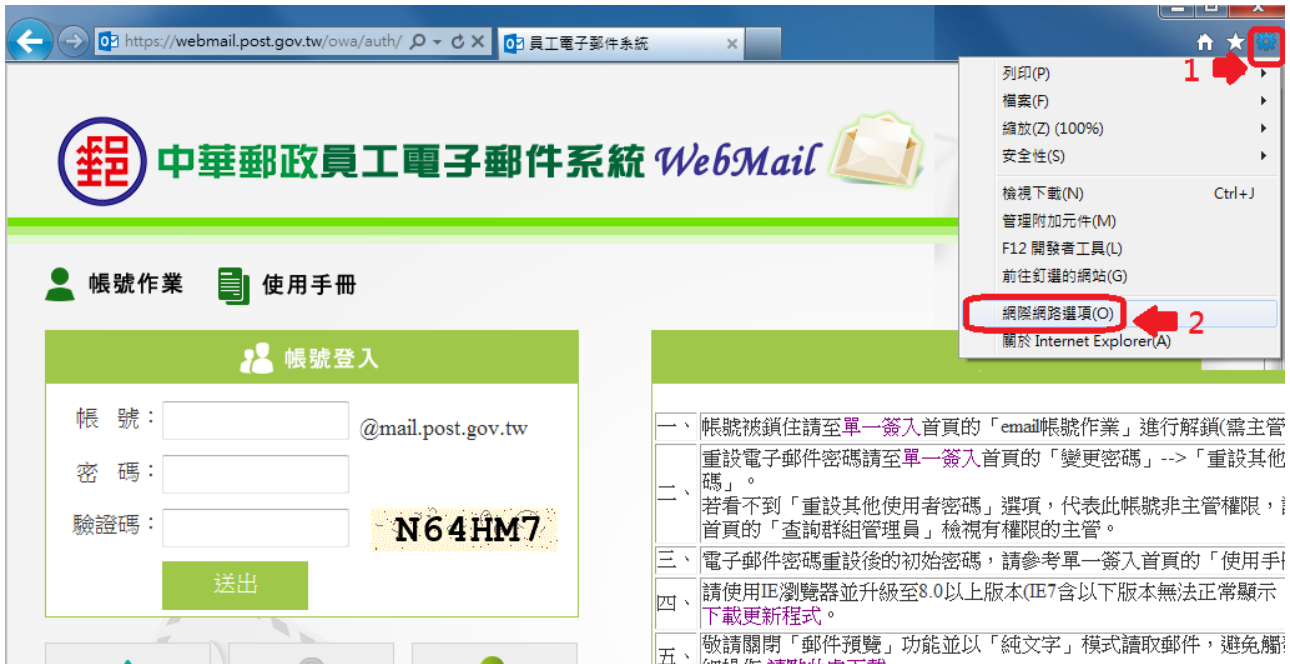 https://webmail.post.gov.tw/owa/auth/
員工電子郵件系統
1
列印(P)
檔案(F)
縮放(Z) (100%)
安全性(S)
檢視下載(N) Ctrl+J
管理附加元件(M)
F12 開發者工具(L)
前往釘選的網站(G)
網際網路選項(O)
2
關於 Internet Explorer(A)
郵
中華郵政員工電子郵件系統 WebMail
帳號作業 使用手冊
帳號登入
帳 號： @mail.post.gov.tw
密 碼：
驗證碼： N64HM7
送出
一、 帳號被鎖住請至單一簽入首頁的「email帳號作業」進行解鎖(需主管
二、 重設電子郵件密碼請至單一簽入首頁的「變更密碼」-->「重設其他
碼」。
若看不到「重設其他使用者密碼」選項，代表此帳號非主管權限，
首頁的「查詢群組管理員」檢視有權限的主管。
三、 電子郵件密碼重設後的初始密碼，請參考單一簽入首頁的「使用手
四、 請使用IE瀏覽器並升級至8.0以上版本(IE7含以下版本無法正常顯示
下載更新程式。
五、 敬請關閉「郵件預覽」功能並以「純文字」模式讀取郵件，避免觸